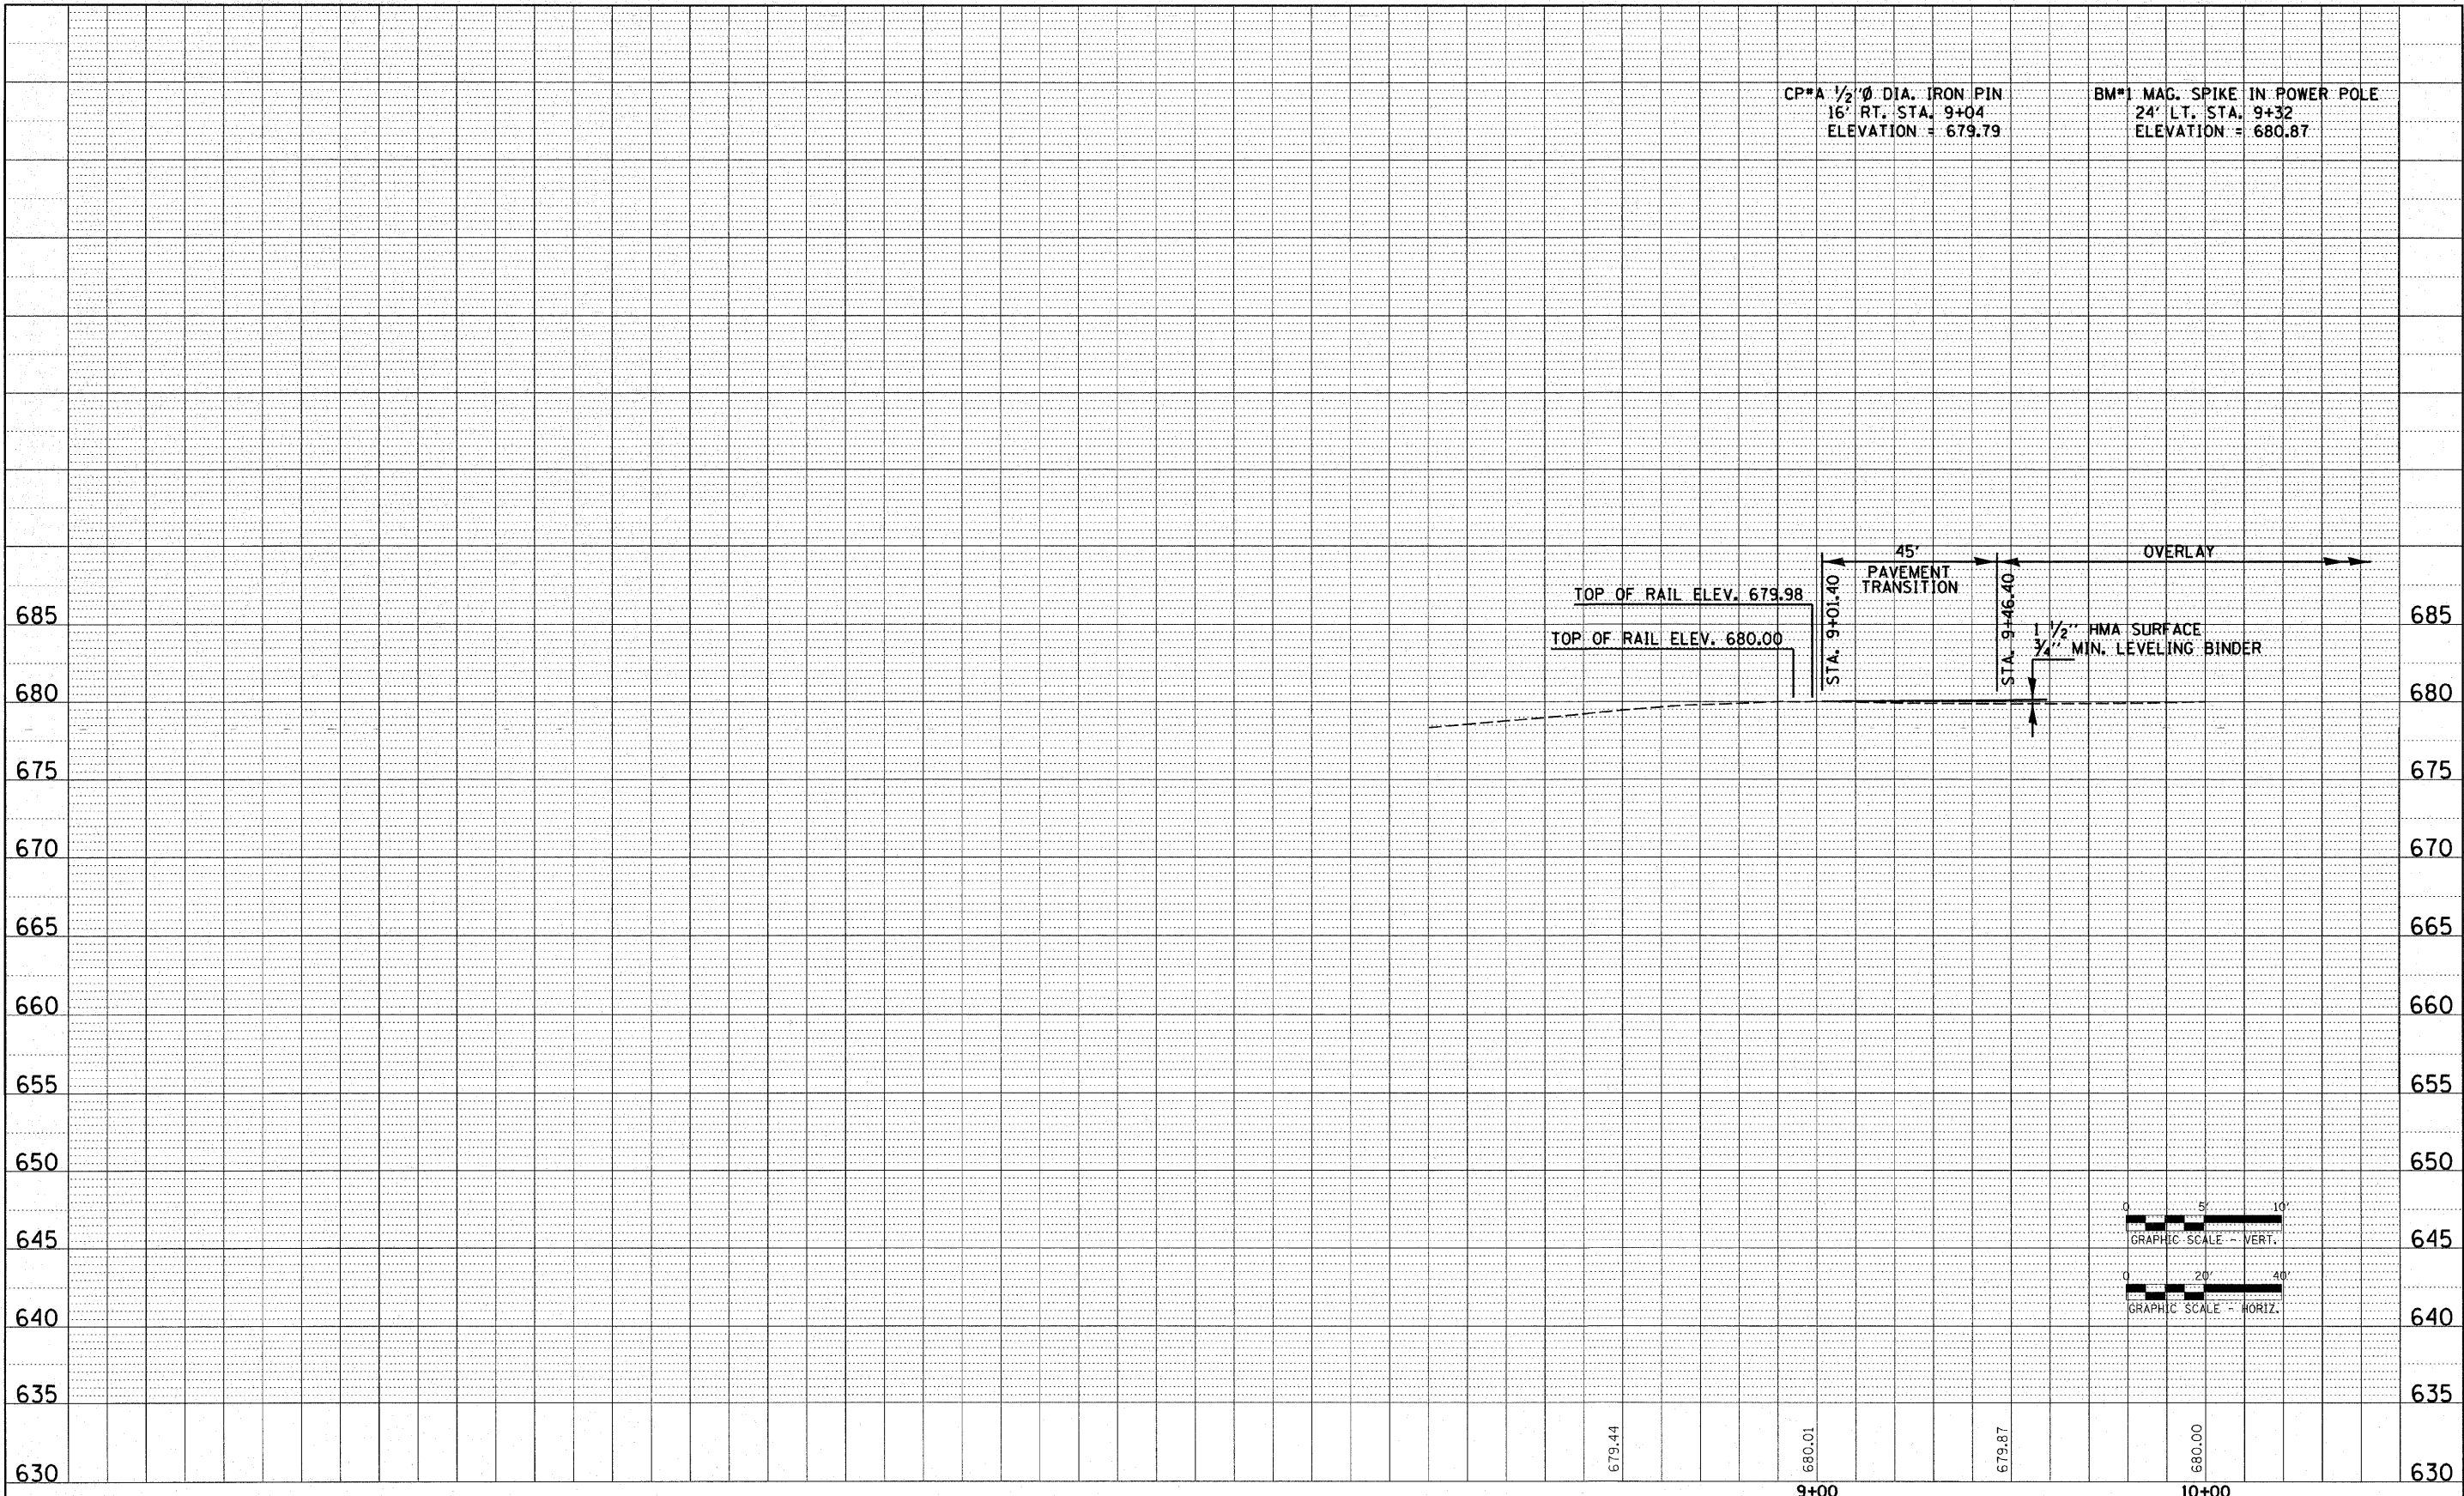 CP#A 1/2"Ø DIA. IRON PIN
16' RT. STA. 9+04
ELEVATION = 679.79
BM#1 MAG. SPIKE IN POWER POLE
24' LT. STA. 9+32
ELEVATION = 680.87
45'
PAVEMENT
TRANSITION
OVERLAY
TOP OF RAIL ELEV. 679.98
TOP OF RAIL ELEV. 680.00
STA. 9+01.40
STA. 9+46.40
1 1/2" HMA SURFACE
3/4" MIN. LEVELING BINDER
685 685
680 680
675 675
670 670
665 665
660 660
655 655
650 650
0 5' 10'
GRAPHIC SCALE - VERT.
645 645
0 20' 40'
GRAPHIC SCALE - HORIZ.
640 640
635 635
679.44
680.01
679.87
680.00
630 630
9+00
10+00